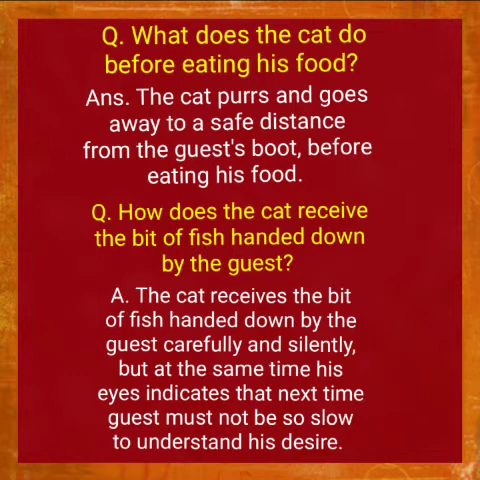 Q. What does the cat do
before eating his food?
Ans. The cat purrs and goes
away to a safe distance
from the guest's boot, before
eating his food.
Q. How does the cat receive
the bit of fish handed down
by the guest?
A. The cat receives the bit
of fish handed down by the
guest carefully and silently,
but at the same time his
eyes indicates that next time
guest must not be so slow
to understand his desire.